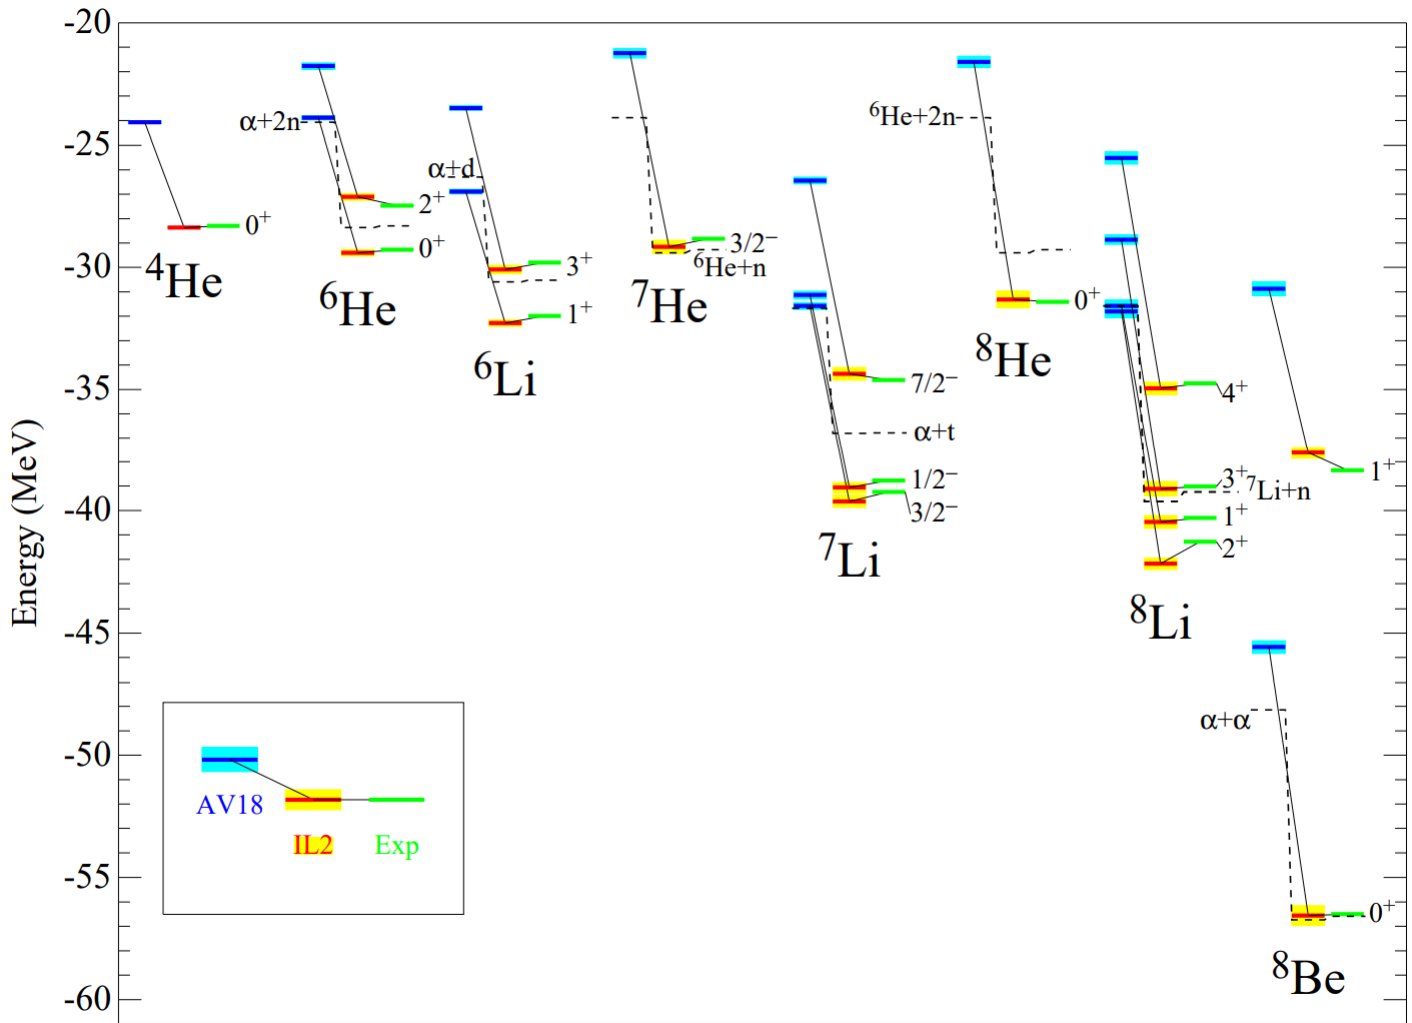 -20
-25
-30
-35
-40
-45
-50
-55
-60
Energy (MeV)
0⁺
⁴He
α+2n
2⁺
0⁺
⁶He
α+d
3⁺
1⁺
⁶Li
3/2⁻
⁶He+n
⁷He
7/2⁻
α+t
1/2⁻
3/2⁻
⁷Li
⁶He+2n
0⁺
⁸He
4⁺
3⁺
⁷Li+n
1⁺
2⁺
⁸Li
1⁺
α+α
0⁺
⁸Be
AV18
IL2
Exp